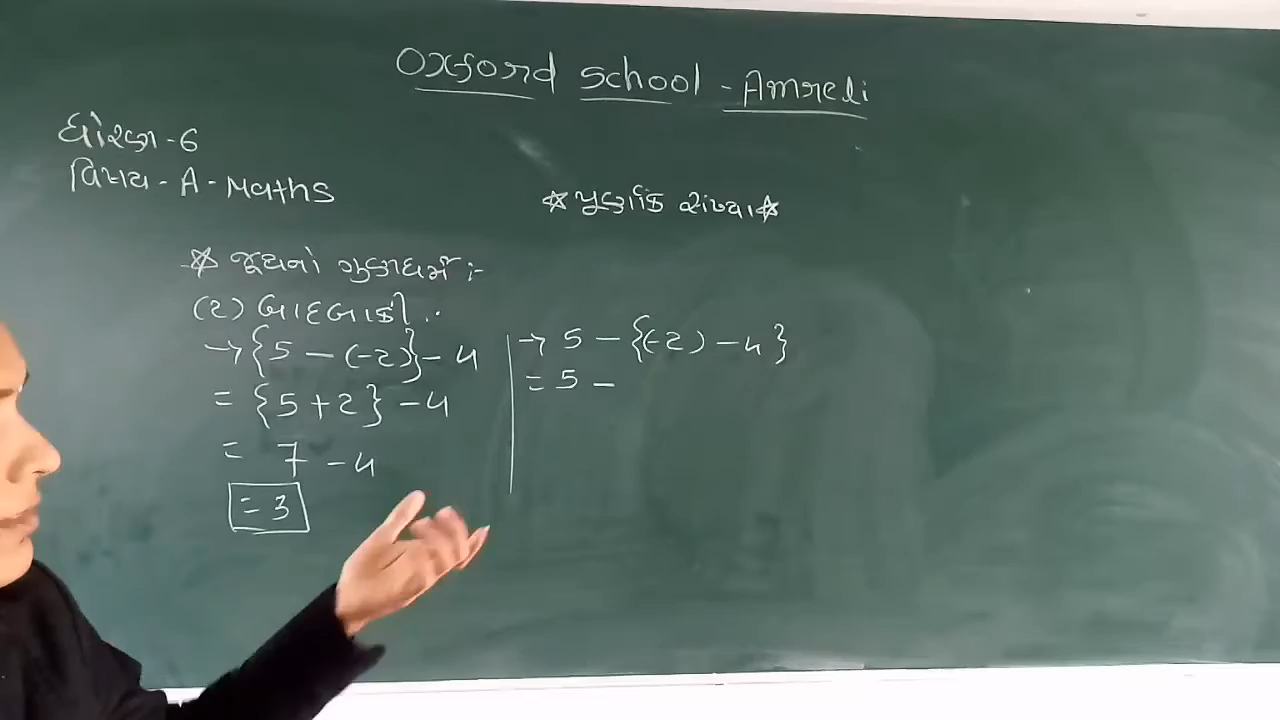 Oxford School - Amreli
ધોરણ - 6
વિષય - A - Maths
☆ પુર્ણાંક સંખ્યા ☆
☆ જૂથનો ગુણધર્મ :-
(૨) બાદબાકી :-
→ {5 - (-2)} - 4
= {5 + 2} - 4
= 7 - 4
= 3
→ 5 - {(-2) - 4}
= 5 -